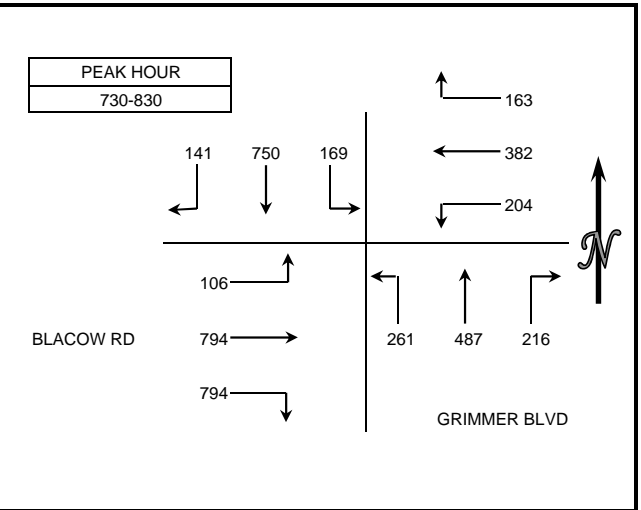 PEAK HOUR
730-830
163
141 750 169
382
204
106
N
BLACOW RD 794
261 487 216
794
GRIMMER BLVD